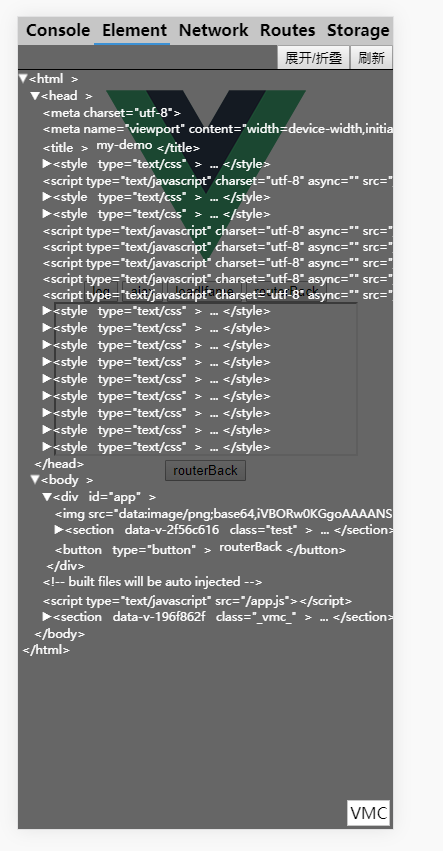 Console Element Network Routes Storage
展开/折叠 刷新
▼<html >
▼<head >
<meta charset="utf-8">
<meta name="viewport" content="width=device-width,initia
<title > my-demo </title>
▶<style type="text/css" > ... </style>
<script type="text/javascript" charset="utf-8" async="" src="
▶<style type="text/css" > ... </style>
▶<style type="text/css" > ... </style>
<script type="text/javascript" charset="utf-8" async="" src="
<script type="text/javascript" charset="utf-8" async="" src="
<script type="text/javascript" charset="utf-8" async="" src="
<script type="text/javascript" charset="utf-8" async="" src="
log ajax loadIframe routerBack
<script type="text/javascript" charset="utf-8" async="" src="
▶<style type="text/css" > ... </style>
▶<style type="text/css" > ... </style>
▶<style type="text/css" > ... </style>
▶<style type="text/css" > ... </style>
▶<style type="text/css" > ... </style>
▶<style type="text/css" > ... </style>
▶<style type="text/css" > ... </style>
▶<style type="text/css" > ... </style>
▶<style type="text/css" > ... </style>
</head>
routerBack
▼<body >
▼<div id="app" >
<img src="data:image/png;base64,iVBORw0KGgoAAAANS
▶<section data-v-2f56c616 class="test" > ... </section>
<button type="button" > routerBack </button>
</div>
<!-- built files will be auto injected -->
<script type="text/javascript" src="/app.js"></script>
▶<section data-v-196f862f class="_vmc_" > ... </section>
</body>
</html>
VMC